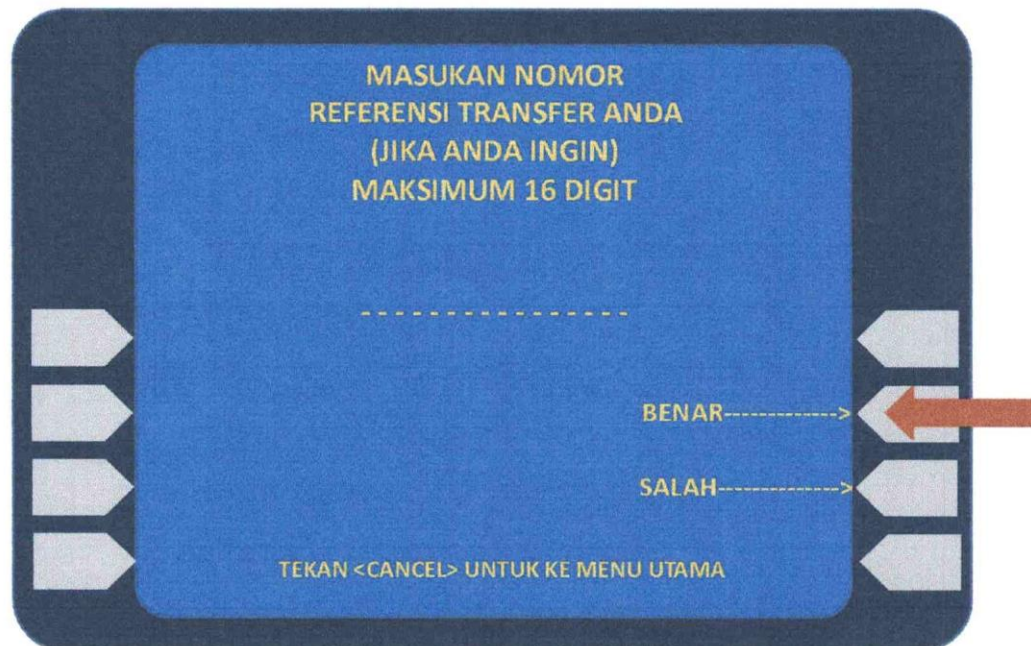 MASUKAN NOMOR
REFERENSI TRANSFER ANDA
(JIKA ANDA INGIN)
MAKSIMUM 16 DIGIT
- - - - - - - - - - - - - - - -
BENAR------------->
SALAH------------->
TEKAN <CANCEL> UNTUK KE MENU UTAMA